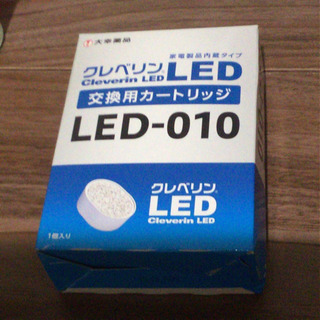 大幸薬品
家電製品内蔵タイプ
クレベリン LED
Cleverin LED
交換用カートリッジ
LED-010
クレベリン
LED
Cleverin LED
1個入り